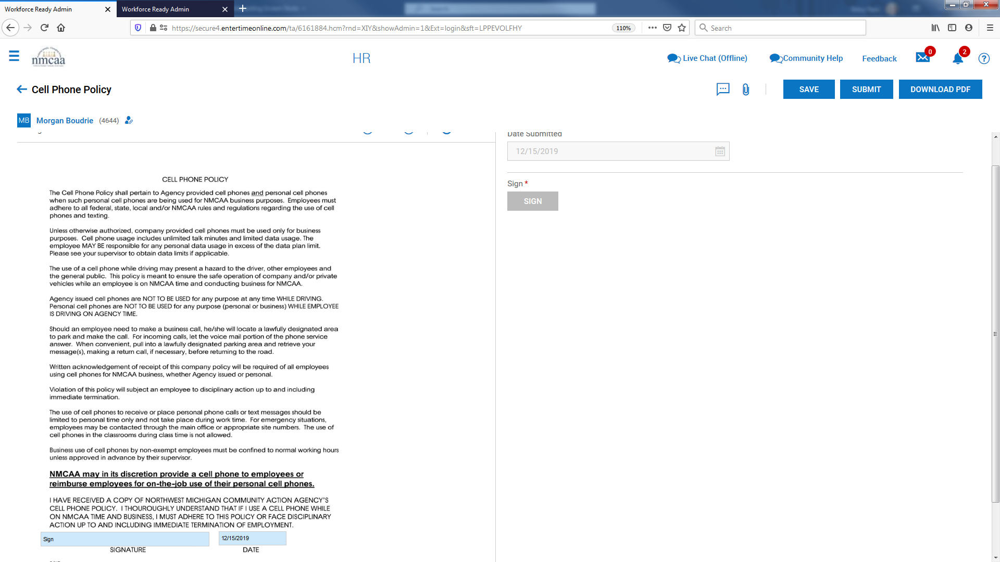 Workforce Ready Admin
Workforce Ready Admin
Search
https://secure4.entertimeonline.com/ta/6161884.hcm?rnd=XIY&showAdmin=1&Ext=login&sft=LPPEVOLFHY
110%
Search
nmcaa
HR
Live Chat (Offline)
Community Help
Feedback
0
2
Cell Phone Policy
SAVE
SUBMIT
DOWNLOAD PDF
MB
Morgan Boudrie (4644)
Date Submitted
12/15/2019
Sign *
SIGN
CELL PHONE POLICY
The Cell Phone Policy shall pertain to Agency provided cell phones and personal cell phones
when such personal cell phones are being used for NMCAA business purposes. Employees must
adhere to all federal, state, local and/or NMCAA rules and regulations regarding the use of cell
phones and texting.
Unless otherwise authorized, company provided cell phones must be used only for business
purposes. Cell phone usage includes unlimited talk minutes and limited data usage. The
employee MAY BE responsible for any personal data usage in excess of the data plan limit.
Please see your supervisor to obtain data limits if applicable.
The use of a cell phone while driving may present a hazard to the driver, other employees and
the general public. This policy is meant to ensure the safe operation of company and/or private
vehicles while an employee is on NMCAA time and conducting business for NMCAA.
Agency issued cell phones are NOT TO BE USED for any purpose at any time WHILE DRIVING.
Personal cell phones are NOT TO BE USED for any purpose (personal or business) WHILE EMPLOYEE
IS DRIVING ON AGENCY TIME.
Should an employee need to make a business call, he/she will locate a lawfully designated area
to park and make the call. For incoming calls, let the voice mail portion of the phone service
answer. When convenient, pull into a lawfully designated parking area and retrieve your
message(s), making a return call, if necessary, before returning to the road.
Written acknowledgement of receipt of this company policy will be required of all employees
using cell phones for NMCAA business, whether Agency issued or personal.
Violation of this policy will subject an employee to disciplinary action up to and including
immediate termination.
The use of cell phones to receive or place personal phone calls or text messages should be
limited to personal time only and not take place during work time. For emergency situations,
employees may be contacted through the main office or appropriate site numbers. The use of
cell phones in the classrooms during class time is not allowed.
Business use of cell phones by non-exempt employees must be confined to normal working hours
unless approved in advance by their supervisor.
NMCAA may in its discretion provide a cell phone to employees or
reimburse employees for on-the-job use of their personal cell phones.
I HAVE RECEIVED A COPY OF NORTHWEST MICHIGAN COMMUNITY ACTION AGENCY'S
CELL PHONE POLICY. I THOUROUGHLY UNDERSTAND THAT IF I USE A CELL PHONE WHILE
ON NMCAA TIME AND BUSINESS, I MUST ADHERE TO THIS POLICY OR FACE DISCIPLINARY
ACTION UP TO AND INCLUDING IMMEDIATE TERMINATION OF EMPLOYMENT.
Sign
12/15/2019
SIGNATURE
DATE